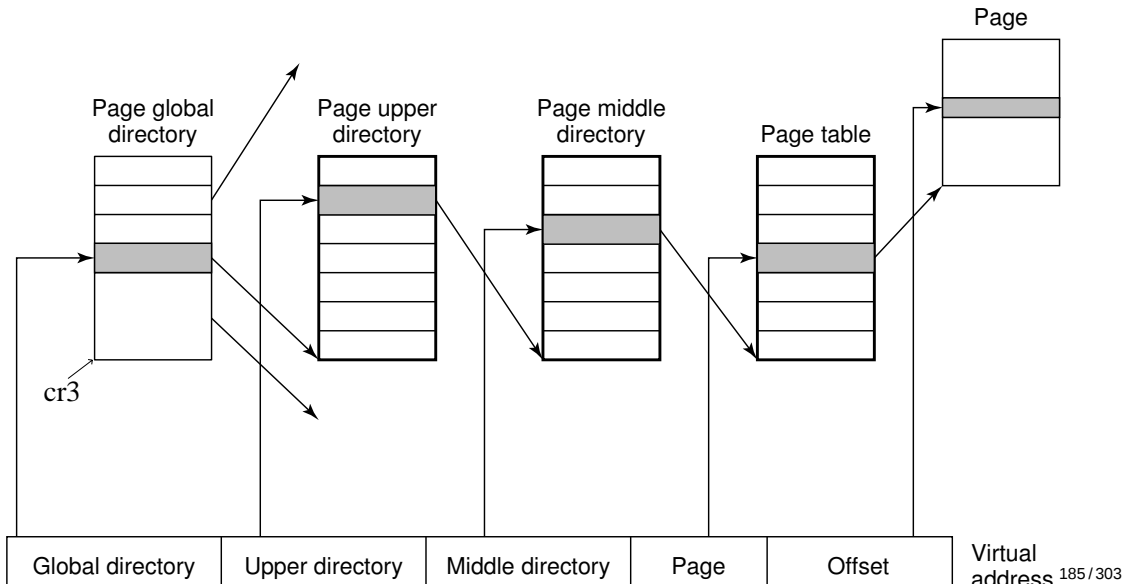 Page
Page global
directory
Page upper
directory
Page middle
directory
Page table
cr3
Global directory
Upper directory
Middle directory
Page
Offset
Virtual
address
185 / 303